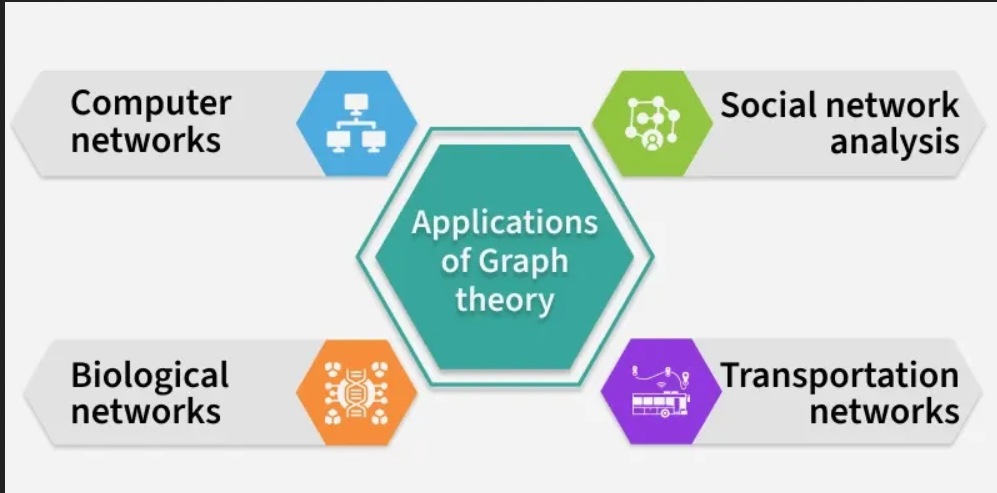 Computer
networks
Social network
analysis
Applications
of Graph
theory
Biological
networks
Transportation
networks